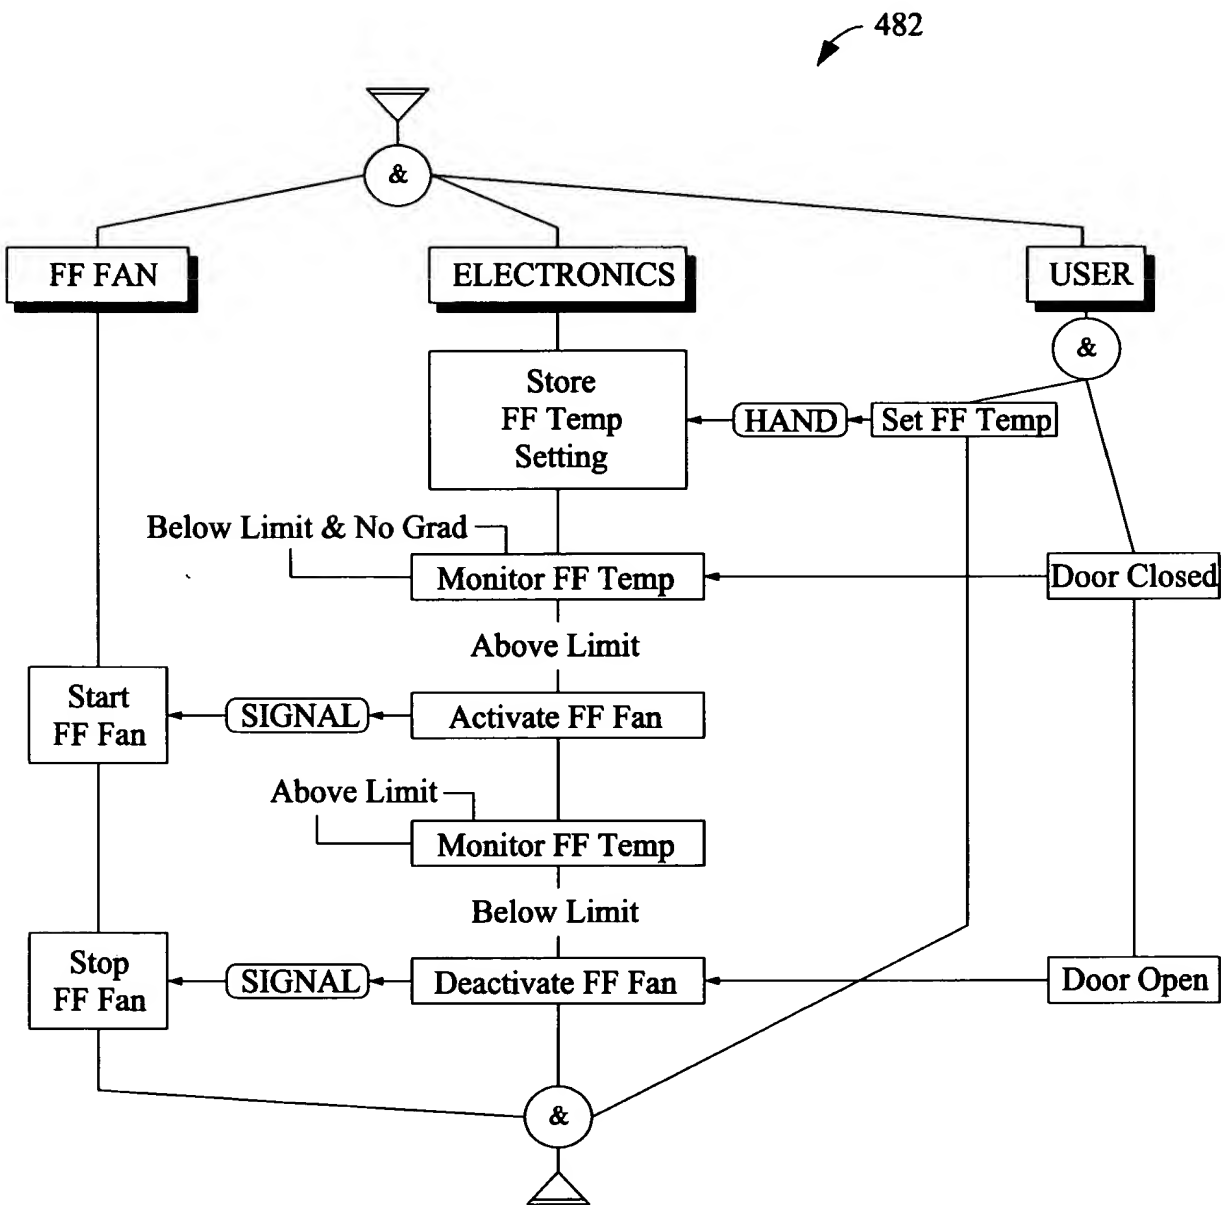 482
&
FF FAN
ELECTRONICS
USER
&
Store
FF Temp
Setting
HAND
Set FF Temp
Below Limit & No Grad
Monitor FF Temp
Door Closed
Above Limit
Start
FF Fan
SIGNAL
Activate FF Fan
Above Limit
Monitor FF Temp
Below Limit
Stop
FF Fan
SIGNAL
Deactivate FF Fan
Door Open
&